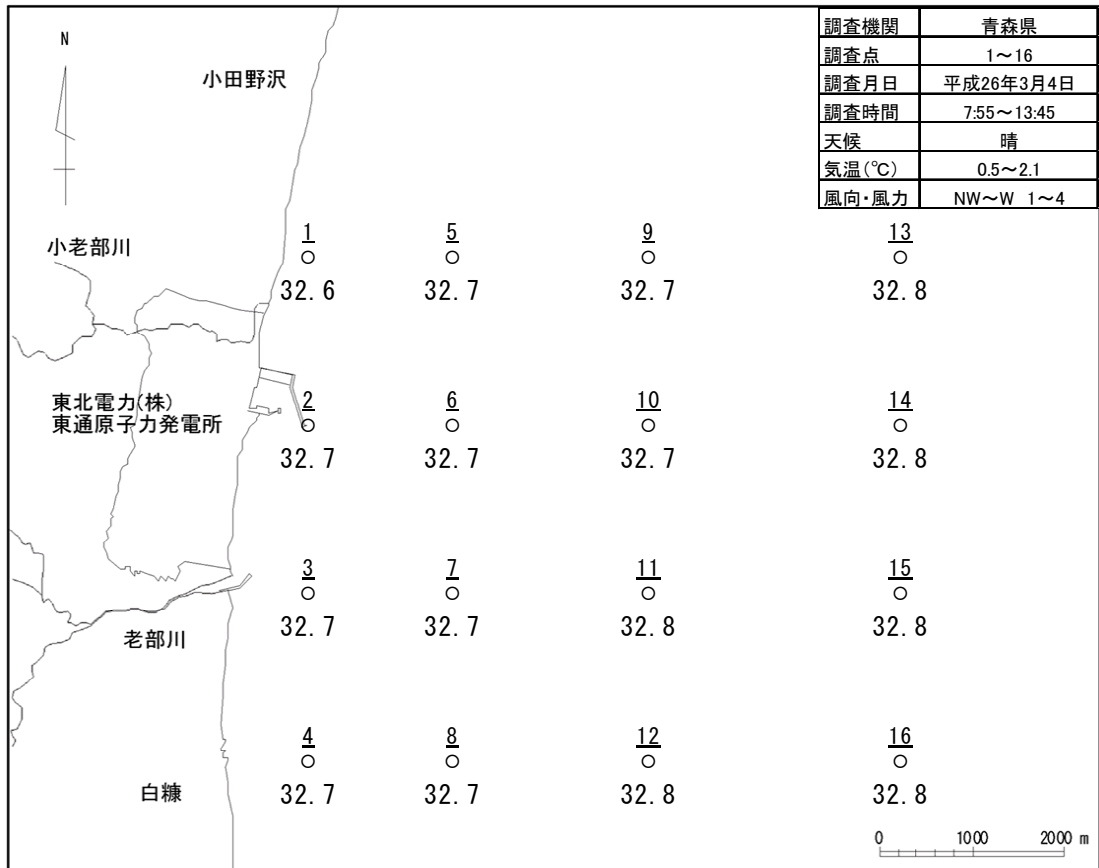 調査機関 青森県
調査点 1～16
調査月日 平成26年3月4日
調査時間 7:55～13:45
天候 晴
気温(℃) 0.5～2.1
風向・風力 NW～W 1～4
N
小田野沢
小老部川
1 5 9 13
32.6 32.7 32.7 32.8
東北電力(株)
東通原子力発電所
2 6 10 14
32.7 32.7 32.7 32.8
3 7 11 15
32.7 32.7 32.8 32.8
老部川
4 8 12 16
32.7 32.7 32.8 32.8
白糠
0 1000 2000 m